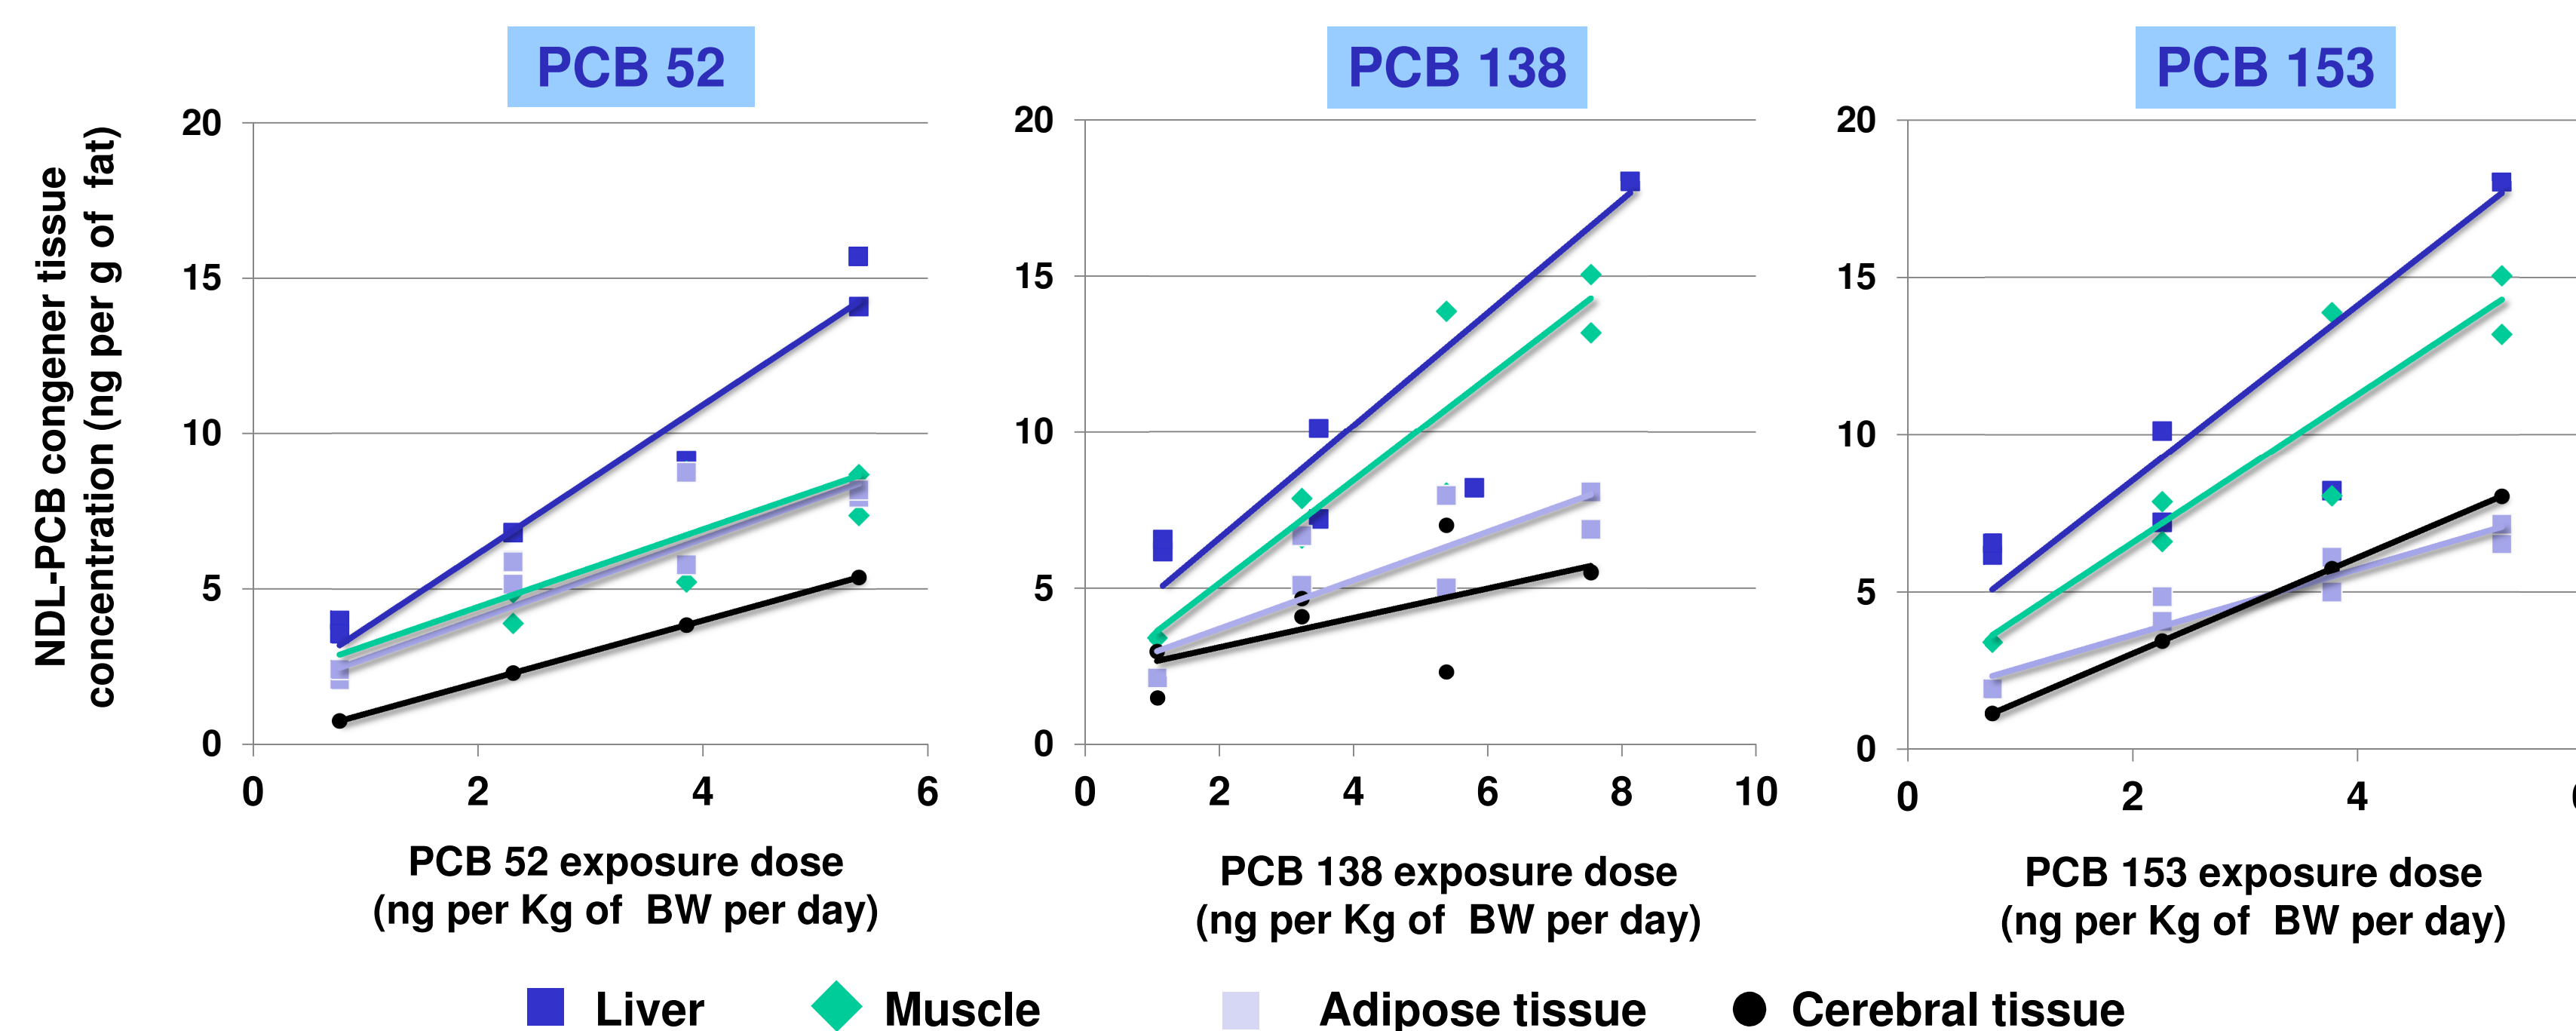 PCB 52
PCB 138
PCB 153
NDL-PCB congener tissue
concentration (ng per g of fat)
20
15
10
5
0
0 2 4 6
20
15
10
5
0
0 2 4 6 8 10
20
15
10
5
0
0 2 4
PCB 52 exposure dose
(ng per Kg of BW per day)
PCB 138 exposure dose
(ng per Kg of BW per day)
PCB 153 exposure dose
(ng per Kg of BW per day)
Liver Muscle Adipose tissue Cerebral tissue